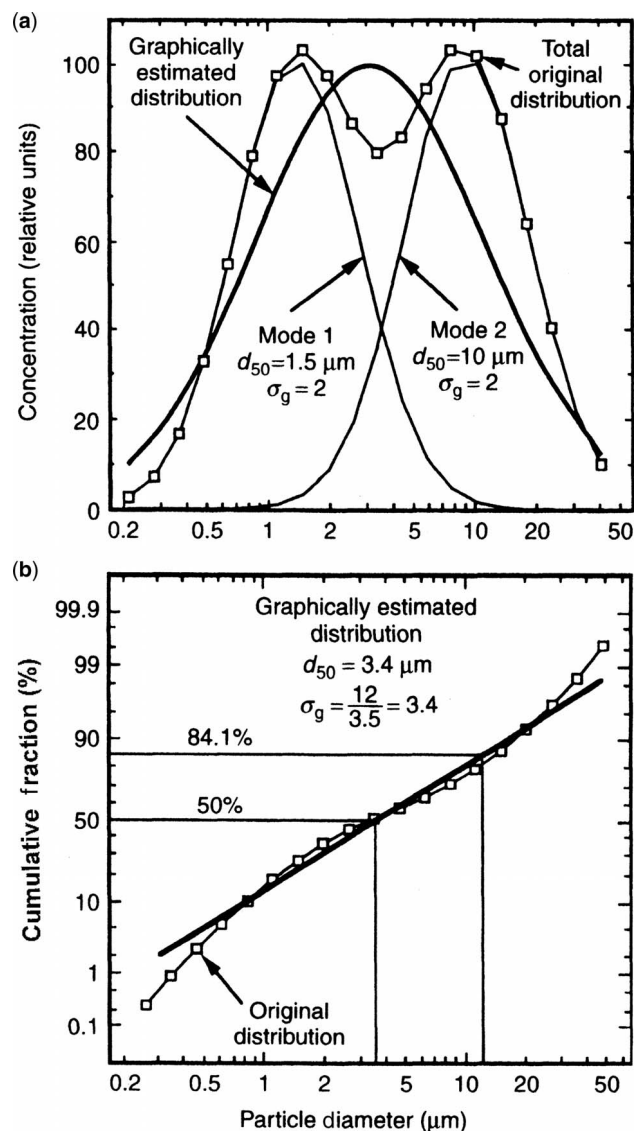 (a)
Graphically
estimated
distribution
Total
original
distribution
Mode 1
d50=1.5 μm
σg=2
Mode 2
d50=10 μm
σg=2
Concentration (relative units)
100
80
60
40
20
0
0.2 0.5 1 2 5 10 20 50
(b)
Graphically estimated
distribution
d50 = 3.4 μm
σg = 12/3.5 = 3.4
84.1%
50%
Original
distribution
Cumulative fraction (%)
99.9
99
90
50
10
1
0.1
0.2 0.5 1 2 5 10 20 50
Particle diameter (μm)